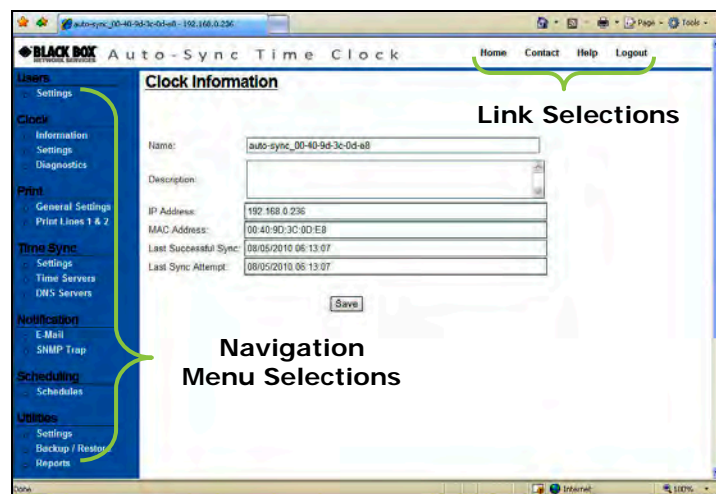 auto-sync_00-40-9d-3c-0d-e8 - 192.168.0.236
Page Tools
BLACK BOX
NETWORK SERVICES
Auto-Sync Time Clock
Home Contact Help Logout
Link Selections
Users
Settings
Clock
Information
Settings
Diagnostics
Print
General Settings
Print Lines 1 & 2
Time Sync
Settings
Time Servers
DNS Servers
Notification
E-Mail
SNMP Trap
Scheduling
Schedules
Utilities
Settings
Backup / Restore
Reports
Clock Information
Name: auto-sync_00-40-9d-3c-0d-e8
Description:
IP Address: 192.168.0.236
MAC Address: 00:40:9D:3C:0D:E8
Last Successful Sync: 08/05/2010 06:13:07
Last Sync Attempt: 08/05/2010 06:13:07
Save
Navigation
Menu Selections
Done
Internet
100%